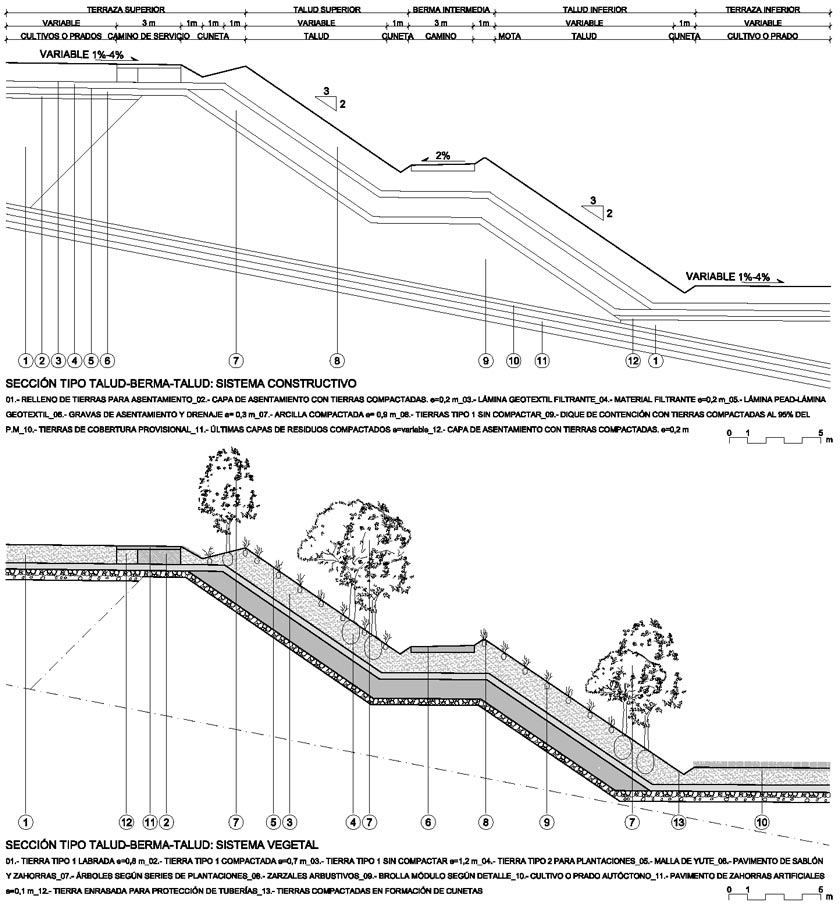 TERRAZA SUPERIOR TALUD SUPERIOR BERMA INTERMEDIA TALUD INFERIOR TERRAZA INFERIOR
VARIABLE 3 m 1m 1m 1m VARIABLE 1m 3 m 1m VARIABLE 1m VARIABLE
CULTIVOS O PRADOS CAMINO DE SERVICIO CUNETA TALUD CUNETA CAMINO MOTA TALUD CUNETA CULTIVO O PRADO
VARIABLE 1%-4%
3
2
2%
3
2
VARIABLE 1%-4%
1 2 3 4 5 6 7 8 9 10 11 12 1
SECCIÓN TIPO TALUD-BERMA-TALUD: SISTEMA CONSTRUCTIVO
01.- RELLENO DE TIERRAS PARA ASENTAMIENTO_02.- CAPA DE ASENTAMIENTO CON TIERRAS COMPACTADAS. e=0,2 m_03.- LÁMINA GEOTEXTIL FILTRANTE_04.- MATERIAL FILTRANTE e=0,2 m_05.- LÁMINA PEAD-LÁMINA
GEOTEXTIL_06.- GRAVAS DE ASENTAMIENTO Y DRENAJE e= 0,3 m_07.- ARCILLA COMPACTADA e= 0,9 m_08.- TIERRAS TIPO 1 SIN COMPACTAR_09.- DIQUE DE CONTENCIÓN CON TIERRAS COMPACTADAS AL 95% DEL
P.M_10.- TIERRAS DE COBERTURA PROVISIONAL_11.- ÚLTIMAS CAPAS DE RESIDUOS COMPACTADOS e=variable_12.- CAPA DE ASENTAMIENTO CON TIERRAS COMPACTADAS. e=0,2 m
0 1 5
m
1 12 11 2 7 5 3 4 7 6 8 9 7 13 10
SECCIÓN TIPO TALUD-BERMA-TALUD: SISTEMA VEGETAL
01.- TIERRA TIPO 1 LABRADA e=0,8 m_02.- TIERRA TIPO 1 COMPACTADA e=0,7 m_03.- TIERRA TIPO 1 SIN COMPACTAR e=1,2 m_04.- TIERRA TIPO 2 PARA PLANTACIONES_05.- MALLA DE YUTE_06.- PAVIMENTO DE SABLÓN
Y ZAHORRAS_07.- ÁRBOLES SEGÚN SERIES DE PLANTACIONES_08.- ZARZALES ARBUSTIVOS_09.- BROLLA MÓDULO SEGÚN DETALLE_10.- CULTIVO O PRADO AUTÓCTONO_11.- PAVIMENTO DE ZAHORRAS ARTIFICIALES
e=0,1 m_12.- TIERRA ENRASADA PARA PROTECCIÓN DE TUBERÍAS_13.- TIERRAS COMPACTADAS EN FORMACIÓN DE CUNETAS
0 1 5
m